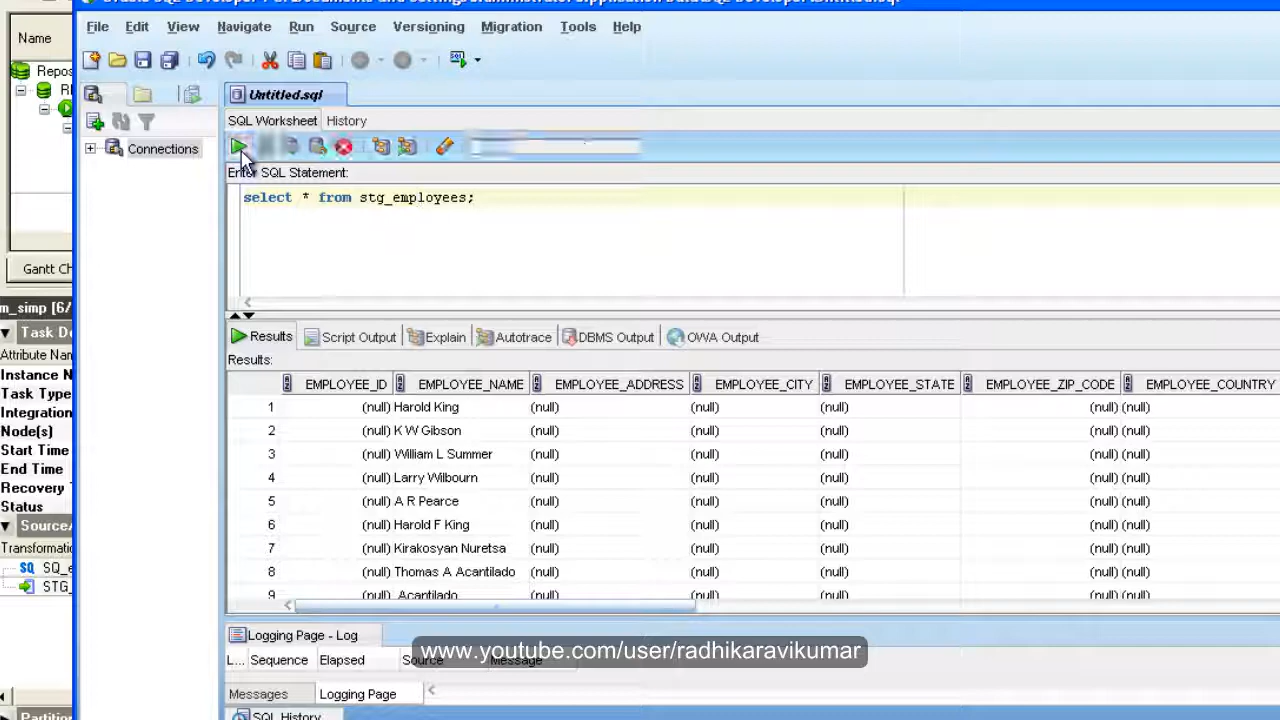 File Edit View Navigate Run Source Versioning Migration Tools Help
Name
Repos
Untitled.sql
SQL Worksheet History
Connections
Enter SQL Statement:
select * from stg_employees;
Gantt Ch
m_simp [6/
Task De
Attribute Nam
Instance N
Task Type
Integration
Node(s)
Start Time
End Time
Recovery
Status
Source/
Transformatio
SQ_e
STG_
Partition
Results Script Output Explain Autotrace DBMS Output OWA Output
Results:
EMPLOYEE_ID EMPLOYEE_NAME EMPLOYEE_ADDRESS EMPLOYEE_CITY EMPLOYEE_STATE EMPLOYEE_ZIP_CODE EMPLOYEE_COUNTRY
1 (null) Harold King (null) (null) (null) (null) (null)
2 (null) K W Gibson (null) (null) (null) (null) (null)
3 (null) William L Summer (null) (null) (null) (null) (null)
4 (null) Larry Wilbourn (null) (null) (null) (null) (null)
5 (null) A R Pearce (null) (null) (null) (null) (null)
6 (null) Harold F King (null) (null) (null) (null) (null)
7 (null) Kirakosyan Nuretsa (null) (null) (null) (null) (null)
8 (null) Thomas A Acantilado (null) (null) (null) (null) (null)
9 (null) Acantilado (null) (null) (null) (null) (null)
Logging Page - Log
www.youtube.com/user/radhikaravikumar
L... Sequence Elapsed Source Message
Messages Logging Page
SQL History